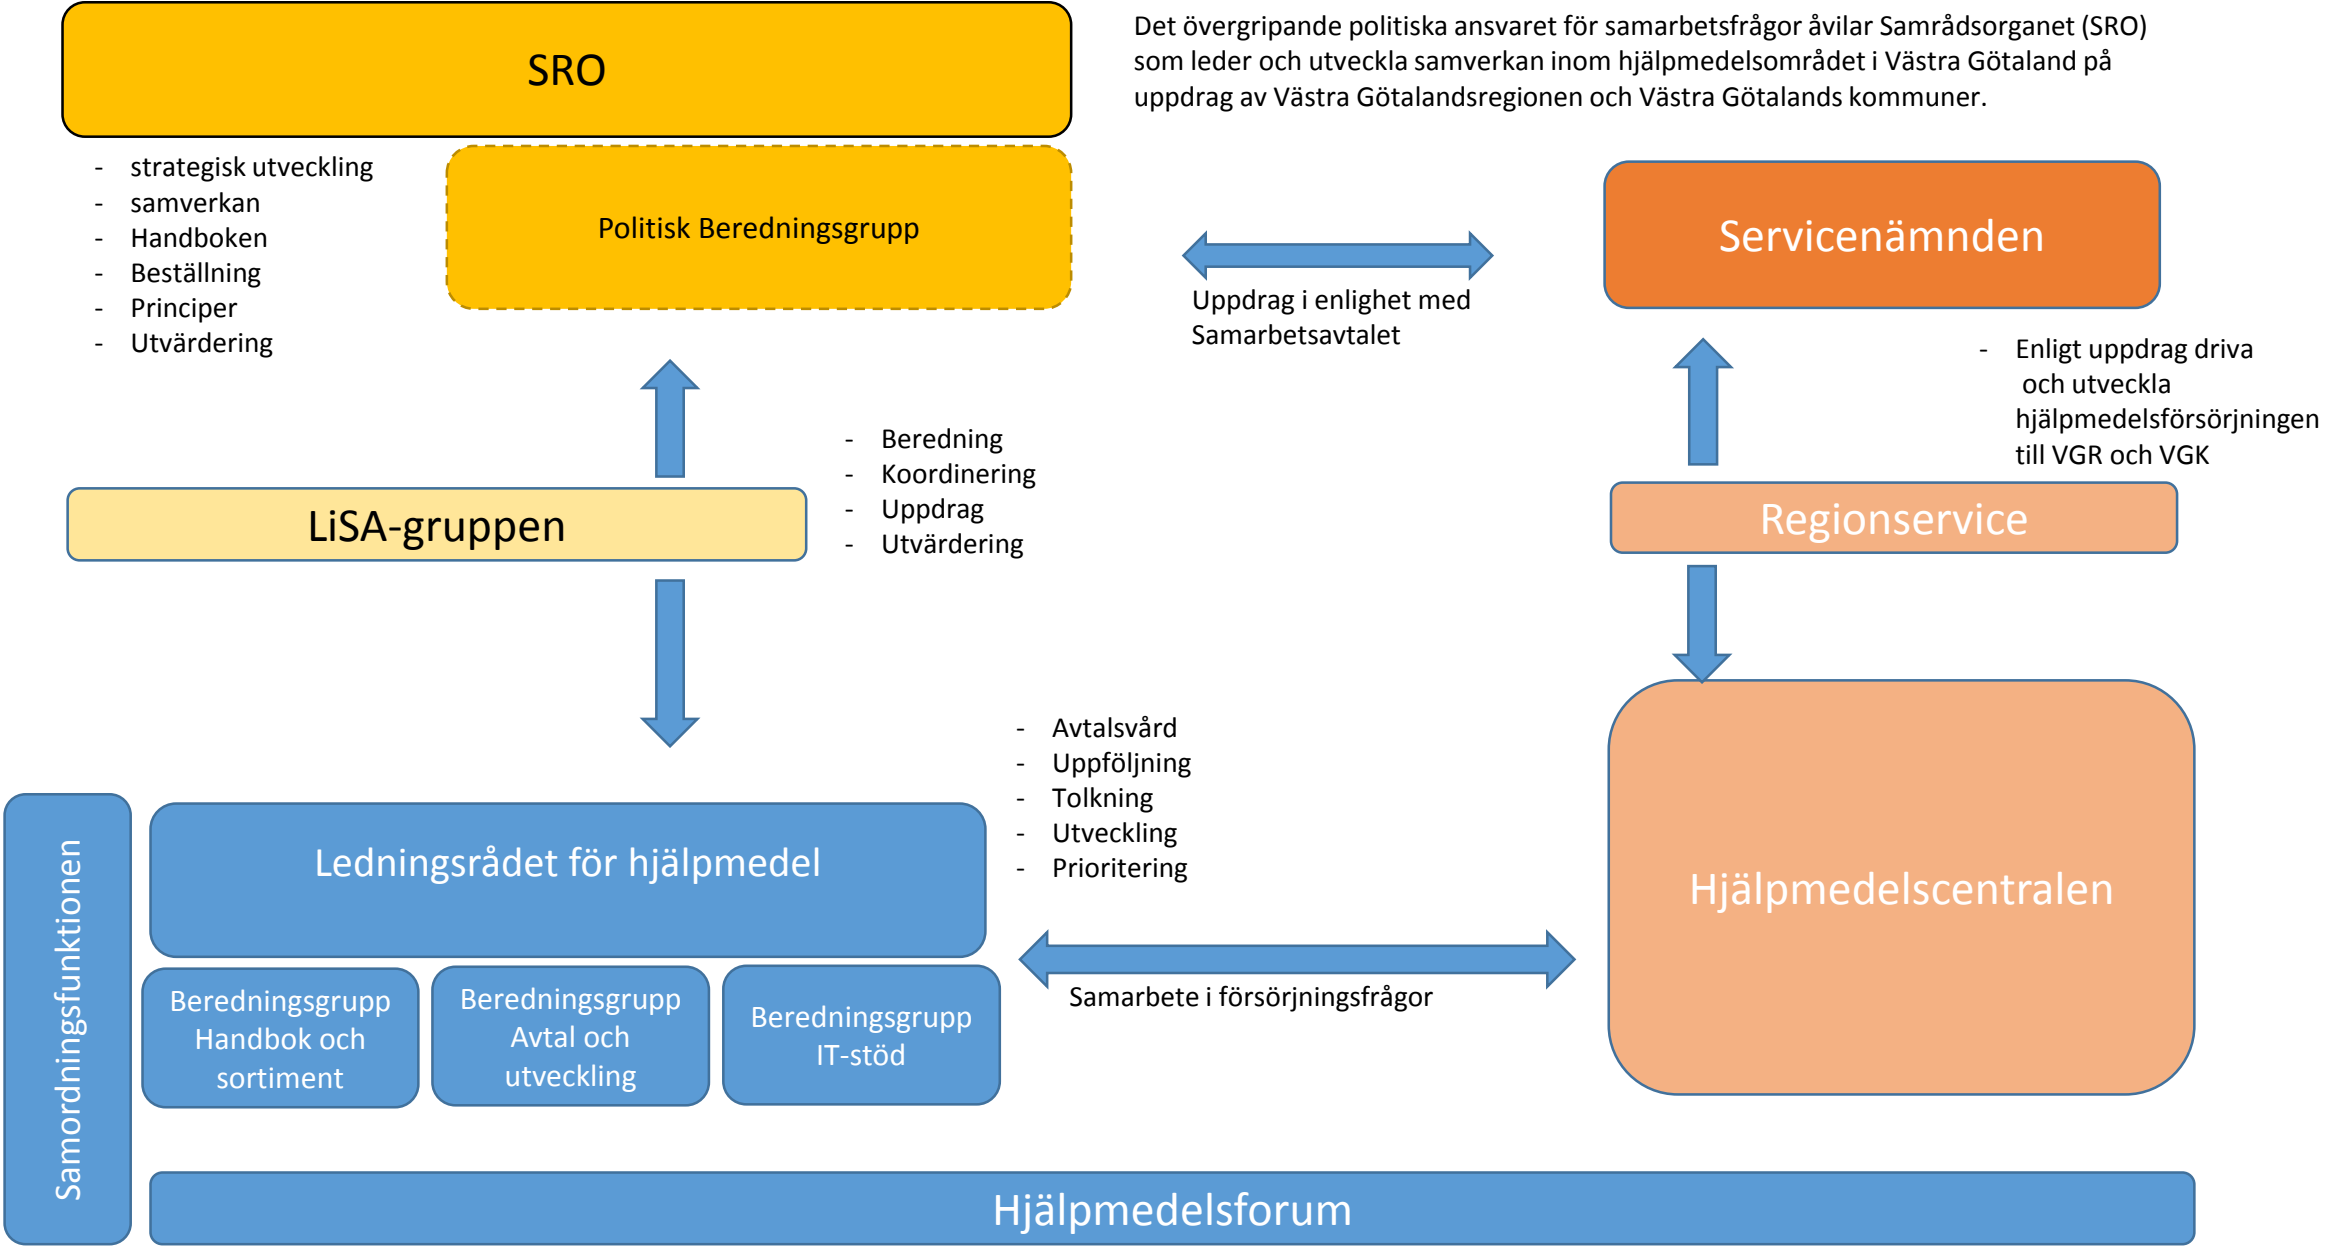 SRO
Det övergripande politiska ansvaret för samarbetsfrågor åvilar Samrådsorganet (SRO)
som leder och utveckla samverkan inom hjälpmedelsområdet i Västra Götaland på
uppdrag av Västra Götalandsregionen och Västra Götalands kommuner.
- strategisk utveckling
- samverkan
- Handboken
- Beställning
- Principer
- Utvärdering
Politisk Beredningsgrupp
Uppdrag i enlighet med
Samarbetsavtalet
Servicenämnden
- Enligt uppdrag driva
och utveckla
hjälpmedelsförsörjningen
till VGR och VGK
LiSA-gruppen
- Beredning
- Koordinering
- Uppdrag
- Utvärdering
Regionservice
- Avtalsvård
- Uppföljning
- Tolkning
- Utveckling
- Prioritering
Samordningsfunktionen
Ledningsrådet för hjälpmedel
Hjälpmedelscentralen
Beredningsgrupp
Handbok och
sortiment
Beredningsgrupp
Avtal och
utveckling
Beredningsgrupp
IT-stöd
Samarbete i försörjningsfrågor
Hjälpmedelsforum